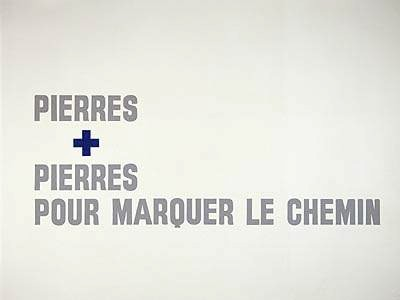 PIERRES
+
PIERRES
POUR MARQUER LE CHEMIN